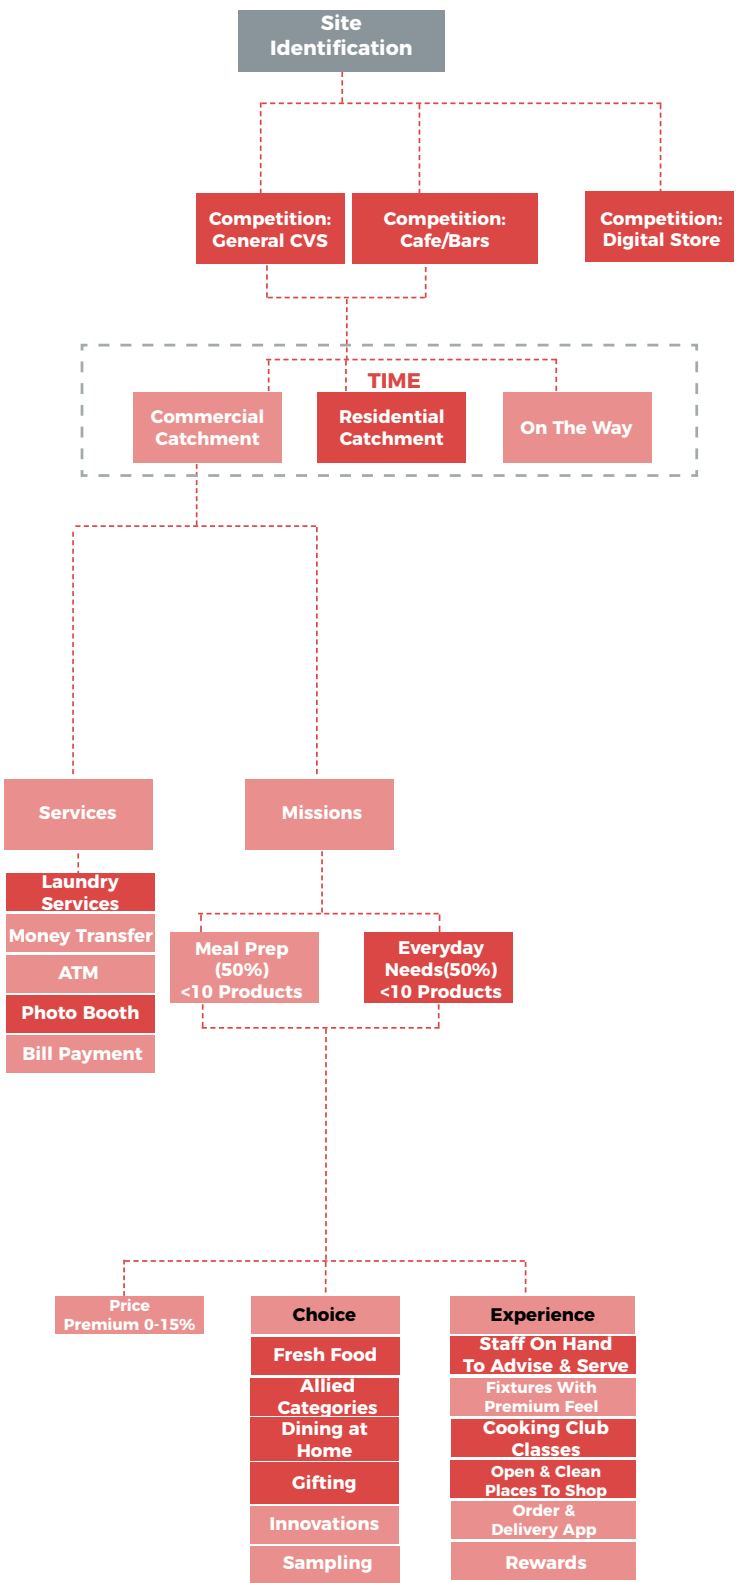 Site
Identification
Competition:
General CVS
Competition:
Cafe/Bars
Competition:
Digital Store
TIME
Commercial
Catchment
Residential
Catchment
On The Way
Services
Missions
Laundry
Services
Money Transfer
ATM
Photo Booth
Bill Payment
Meal Prep
(50%)
<10 Products
Everyday
Needs(50%)
<10 Products
Price
Premium 0-15%
Choice
Fresh Food
Allied
Categories
Dining at
Home
Gifting
Innovations
Sampling
Experience
Staff On Hand
To Advise & Serve
Fixtures With
Premium Feel
Cooking Club
Classes
Open & Clean
Places To Shop
Order &
Delivery App
Rewards